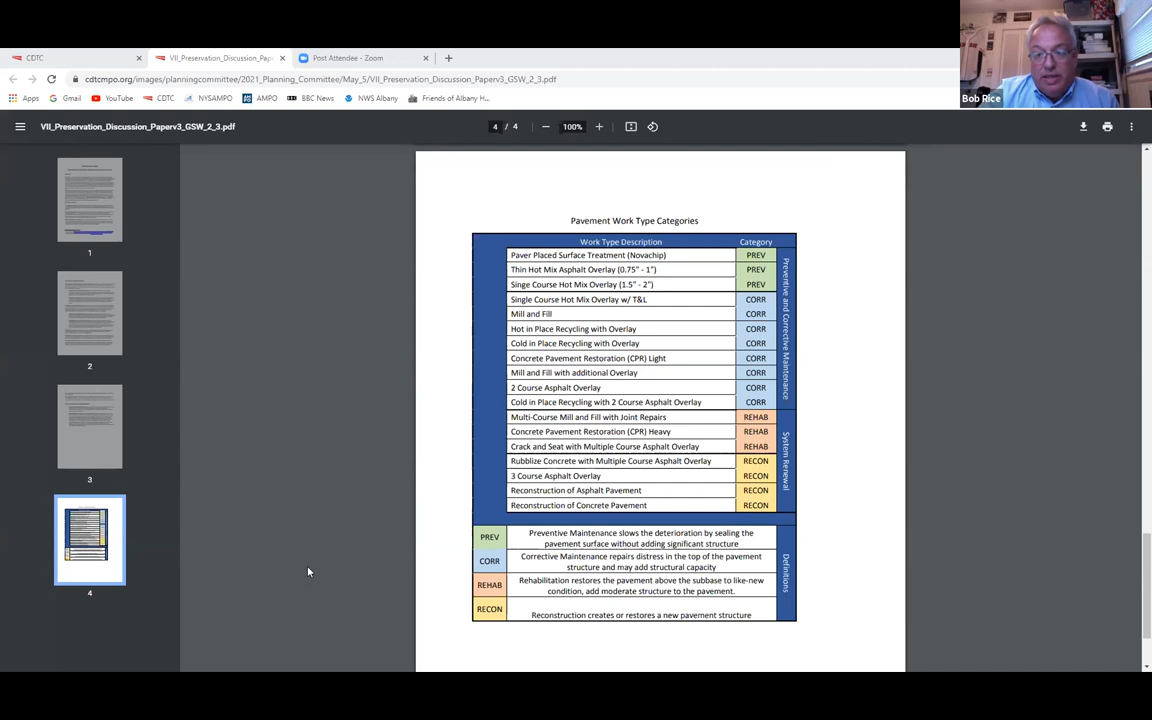 CDTC
VII_Preservation_Discussion_Pap
Post Attendee - Zoom
cdtcmpo.org/images/planningcommittee/2021_Planning_Committee/May_5/VII_Preservation_Discussion_Paperv3_GSW_2_3.pdf
Apps
Gmail
YouTube
CDTC
NYSAMPO
AMPO
BBC News
NWS Albany
Friends of Albany H...
Bob Rice
VII_Preservation_Discussion_Paperv3_GSW_2_3.pdf
4 / 4
100%
1
2
3
4
Pavement Work Type Categories
Work Type Description Category
Paver Placed Surface Treatment (Novachip) PREV
Thin Hot Mix Asphalt Overlay (0.75" - 1") PREV
Singe Course Hot Mix Overlay (1.5" - 2") PREV
Single Course Hot Mix Overlay w/ T&L CORR
Mill and Fill CORR
Hot in Place Recycling with Overlay CORR
Cold in Place Recycling with Overlay CORR
Concrete Pavement Restoration (CPR) Light CORR
Mill and Fill with additional Overlay CORR
2 Course Asphalt Overlay CORR
Cold in Place Recycling with 2 Course Asphalt Overlay CORR
Preventive and Corrective Maintenance
Multi-Course Mill and Fill with Joint Repairs REHAB
Concrete Pavement Restoration (CPR) Heavy REHAB
Crack and Seat with Multiple Course Asphalt Overlay REHAB
Rubblize Concrete with Multiple Course Asphalt Overlay RECON
3 Course Asphalt Overlay RECON
Reconstruction of Asphalt Pavement RECON
Reconstruction of Concrete Pavement RECON
System Renewal
PREV
Preventive Maintenance slows the deterioration by sealing the
pavement surface without adding significant structure
CORR
Corrective Maintenance repairs distress in the top of the pavement
structure and may add structural capacity
REHAB
Rehabilitation restores the pavement above the subbase to like-new
condition, add moderate structure to the pavement.
RECON
Reconstruction creates or restores a new pavement structure
Definitions